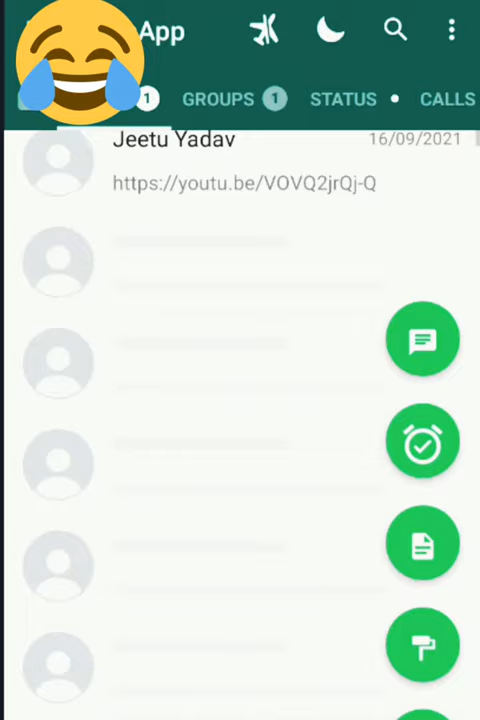 App
1 GROUPS 1 STATUS • CALLS
Jeetu Yadav 16/09/2021
https://youtu.be/VOVQ2jrQj-Q